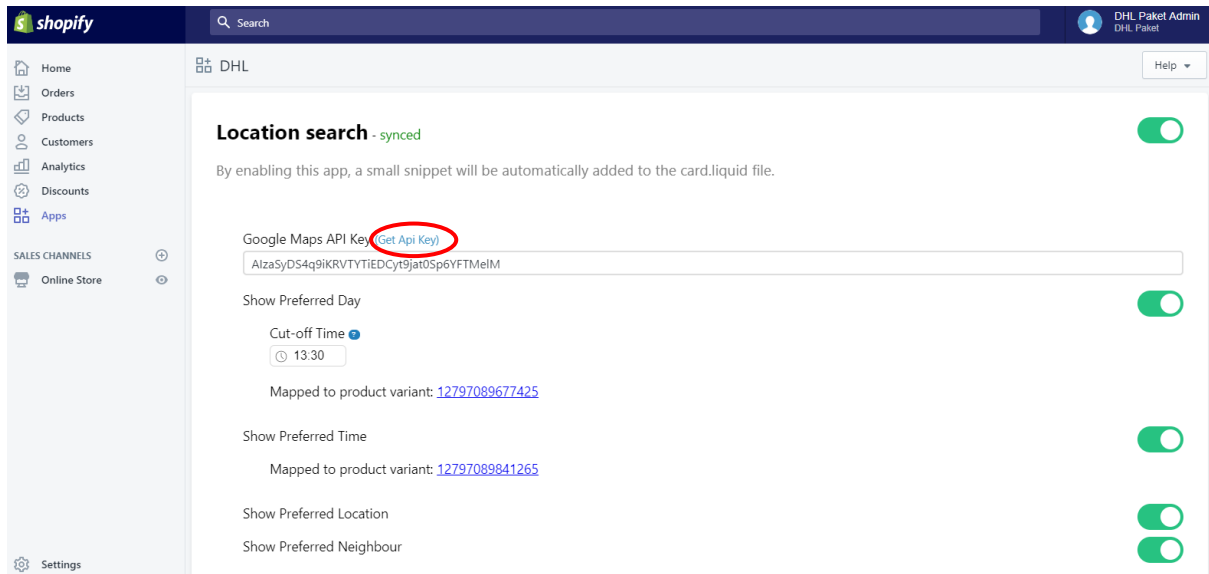 shopify
Search
DHL Paket Admin
DHL Paket
Home
Orders
Products
Customers
Analytics
Discounts
Apps
SALES CHANNELS
Online Store
Settings
DHL
Help
Location search - synced
By enabling this app, a small snippet will be automatically added to the card.liquid file.
Google Maps API Key (Get Api Key)
AIzaSyDS4q9iKRVTYTiEDCyt9jat0Sp6YFTMelM
Show Preferred Day
Cut-off Time ?
13:30
Mapped to product variant: 12797089677425
Show Preferred Time
Mapped to product variant: 12797089841265
Show Preferred Location
Show Preferred Neighbour